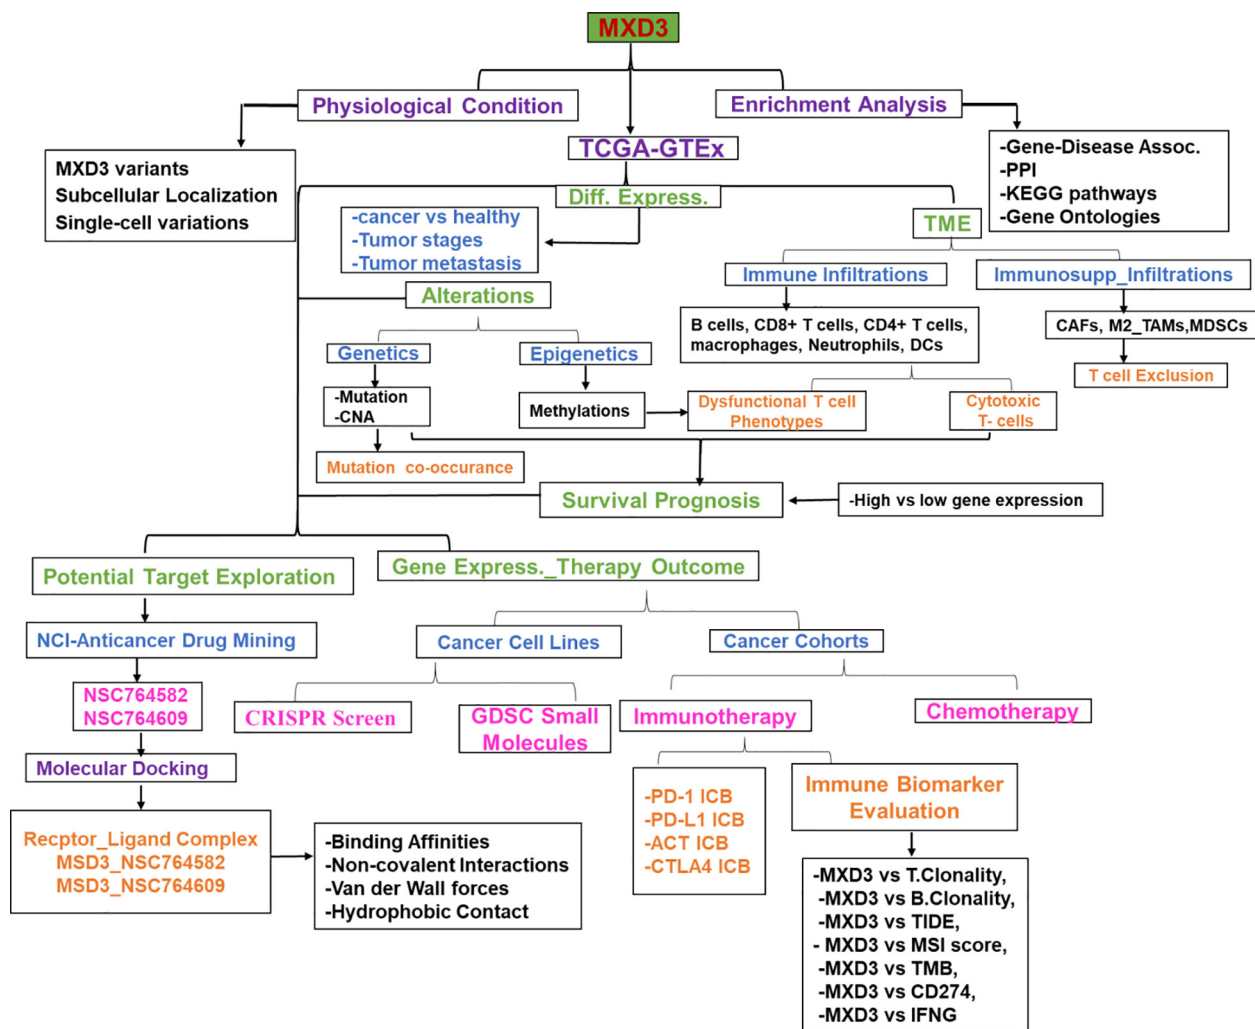 MXD3
Physiological Condition
Enrichment Analysis
TCGA-GTEx
MXD3 variants
Subcellular Localization
Single-cell variations
-Gene-Disease Assoc.
-PPI
-KEGG pathways
-Gene Ontologies
Diff. Express.
-cancer vs healthy
-Tumor stages
-Tumor metastasis
TME
Immune Infiltrations
Immunosupp_Infiltrations
Alterations
B cells, CD8+ T cells, CD4+ T cells,
macrophages, Neutrophils, DCs
CAFs, M2_TAMs,MDSCs
Genetics
Epigenetics
T cell Exclusion
-Mutation
-CNA
Methylations
Dysfunctional T cell
Phenotypes
Cytotoxic
T- cells
Mutation co-occurance
Survival Prognosis
-High vs low gene expression
Potential Target Exploration
Gene Express._Therapy Outcome
NCI-Anticancer Drug Mining
Cancer Cell Lines
Cancer Cohorts
NSC764582
NSC764609
CRISPR Screen
GDSC Small
Molecules
Immunotherapy
Chemotherapy
Molecular Docking
-PD-1 ICB
-PD-L1 ICB
-ACT ICB
-CTLA4 ICB
Immune Biomarker
Evaluation
Recptor_Ligand Complex
MSD3_NSC764582
MSD3_NSC764609
-Binding Affinities
-Non-covalent Interactions
-Van der Wall forces
-Hydrophobic Contact
-MXD3 vs T.Clonality,
-MXD3 vs B.Clonality,
-MXD3 vs TIDE,
- MXD3 vs MSI score,
-MXD3 vs TMB,
-MXD3 vs CD274,
-MXD3 vs IFNG